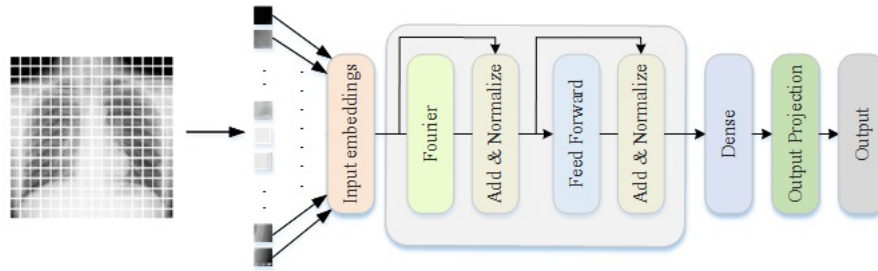 Input embeddings
Fourier
Add & Normalize
Feed Forward
Add & Normalize
Dense
Output Projection
Output